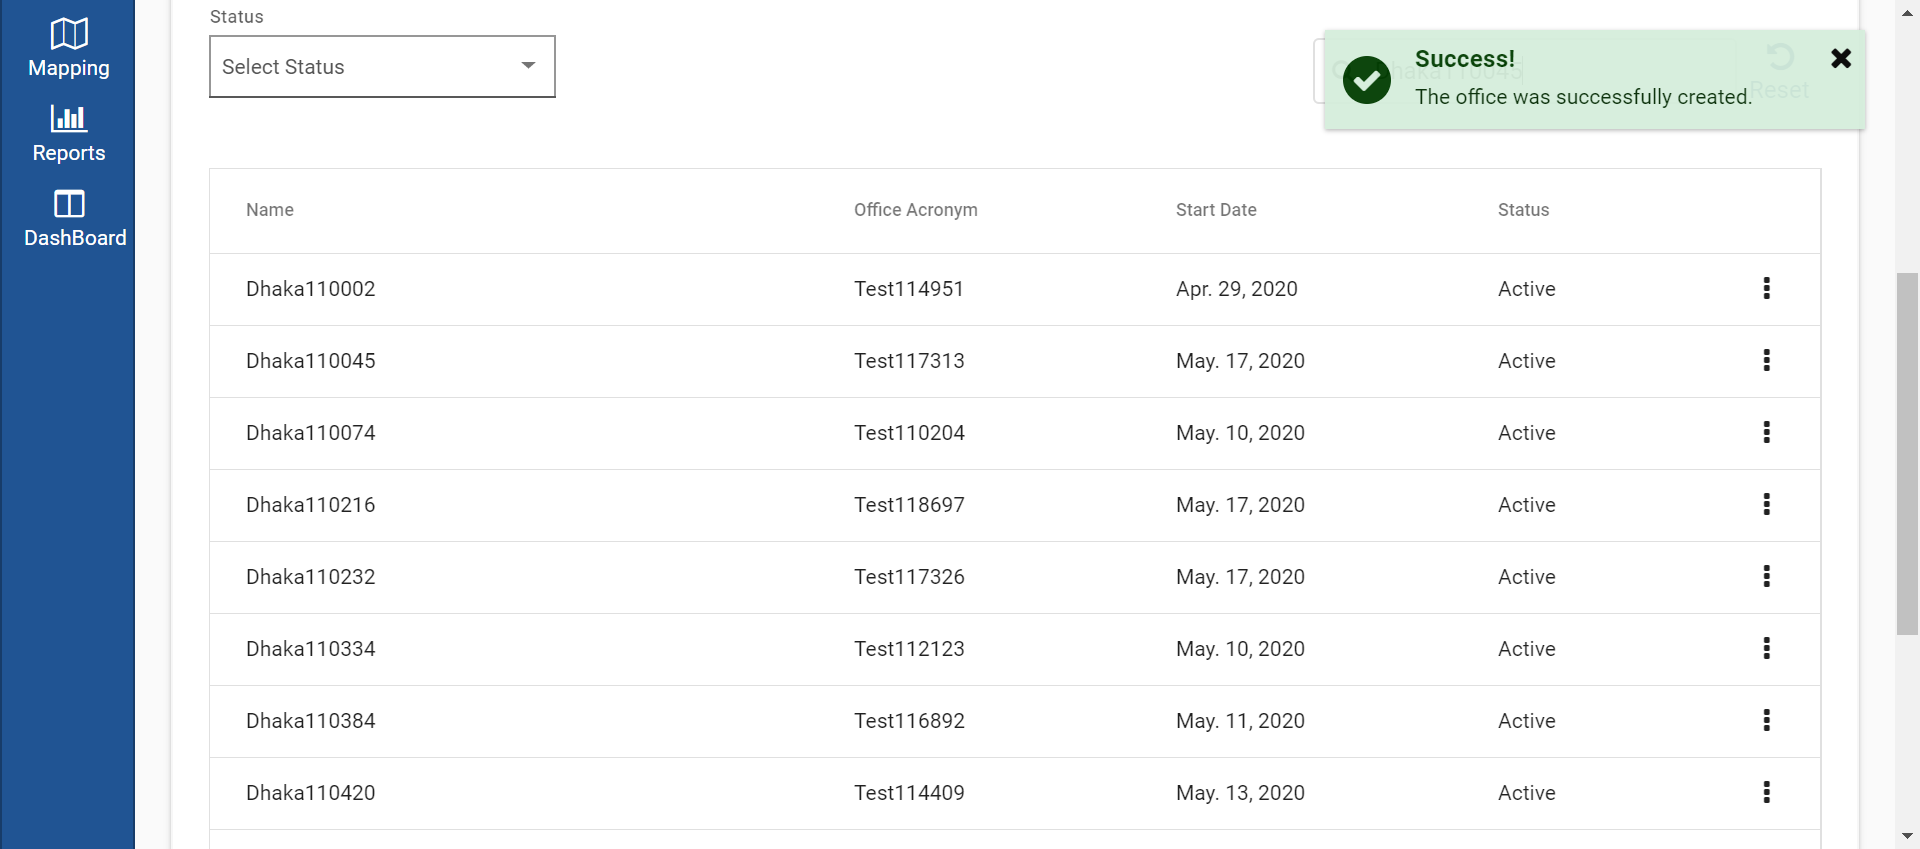 Mapping
Reports
DashBoard
Status
Select Status
Success!
The office was successfully created.
haka110045
Reset
Name Office Acronym Start Date Status
Dhaka110002 Test114951 Apr. 29, 2020 Active
Dhaka110045 Test117313 May. 17, 2020 Active
Dhaka110074 Test110204 May. 10, 2020 Active
Dhaka110216 Test118697 May. 17, 2020 Active
Dhaka110232 Test117326 May. 17, 2020 Active
Dhaka110334 Test112123 May. 10, 2020 Active
Dhaka110384 Test116892 May. 11, 2020 Active
Dhaka110420 Test114409 May. 13, 2020 Active